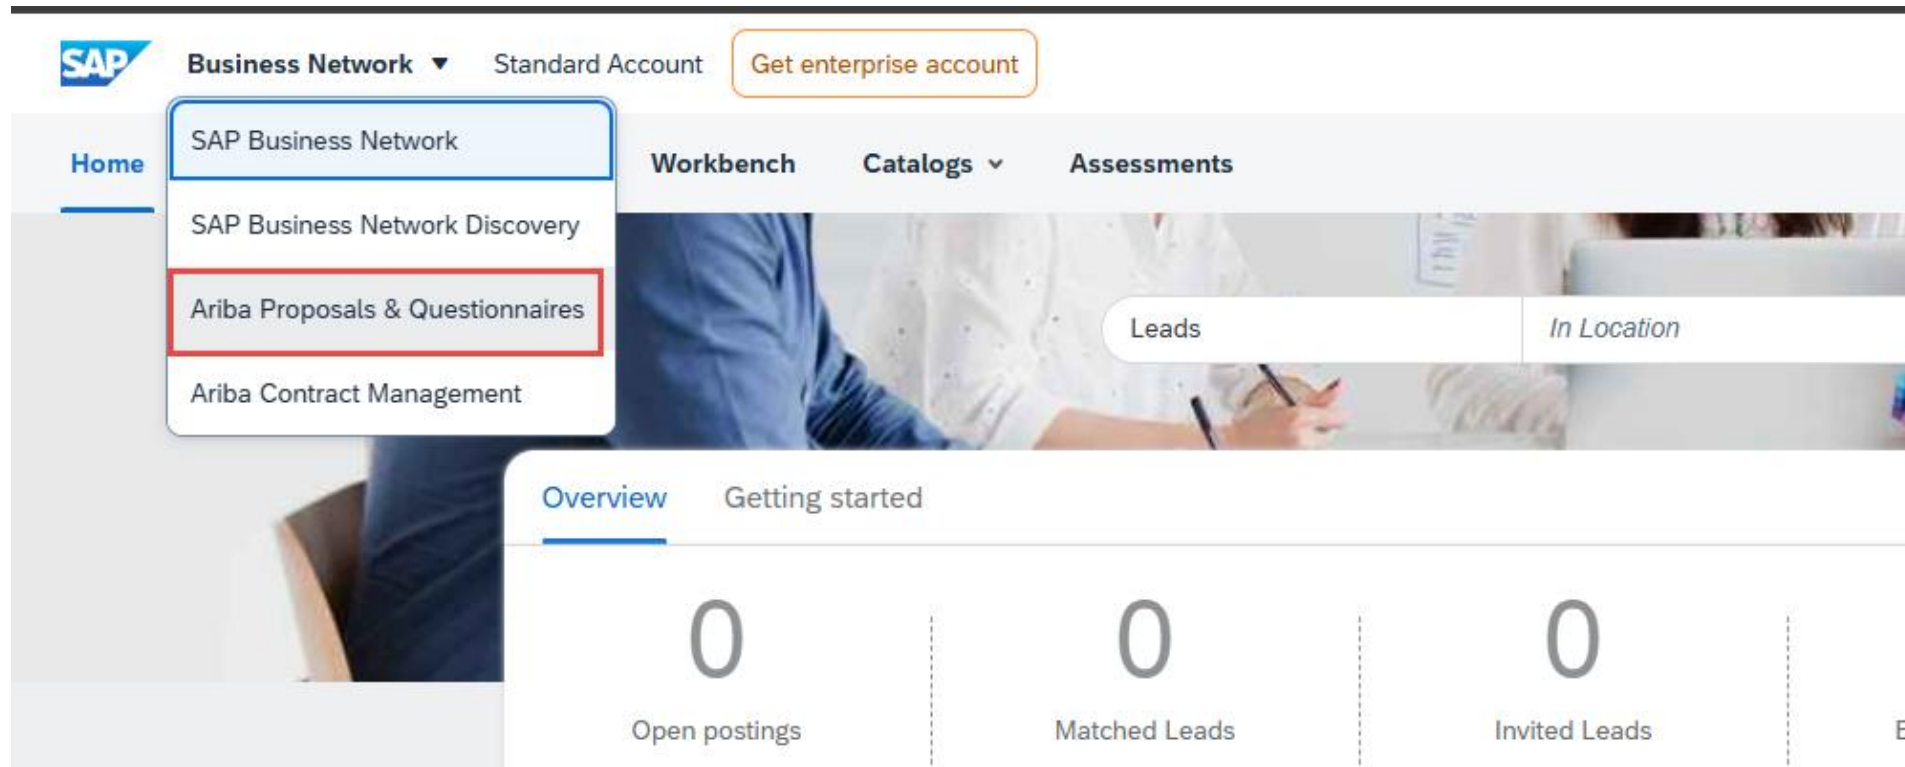 SAP Business Network Standard Account Get enterprise account
SAP Business Network
Home Workbench Catalogs Assessments
SAP Business Network Discovery
Ariba Proposals & Questionnaires
Leads In Location
Ariba Contract Management
Overview Getting started
0 0 0
Open postings Matched Leads Invited Leads